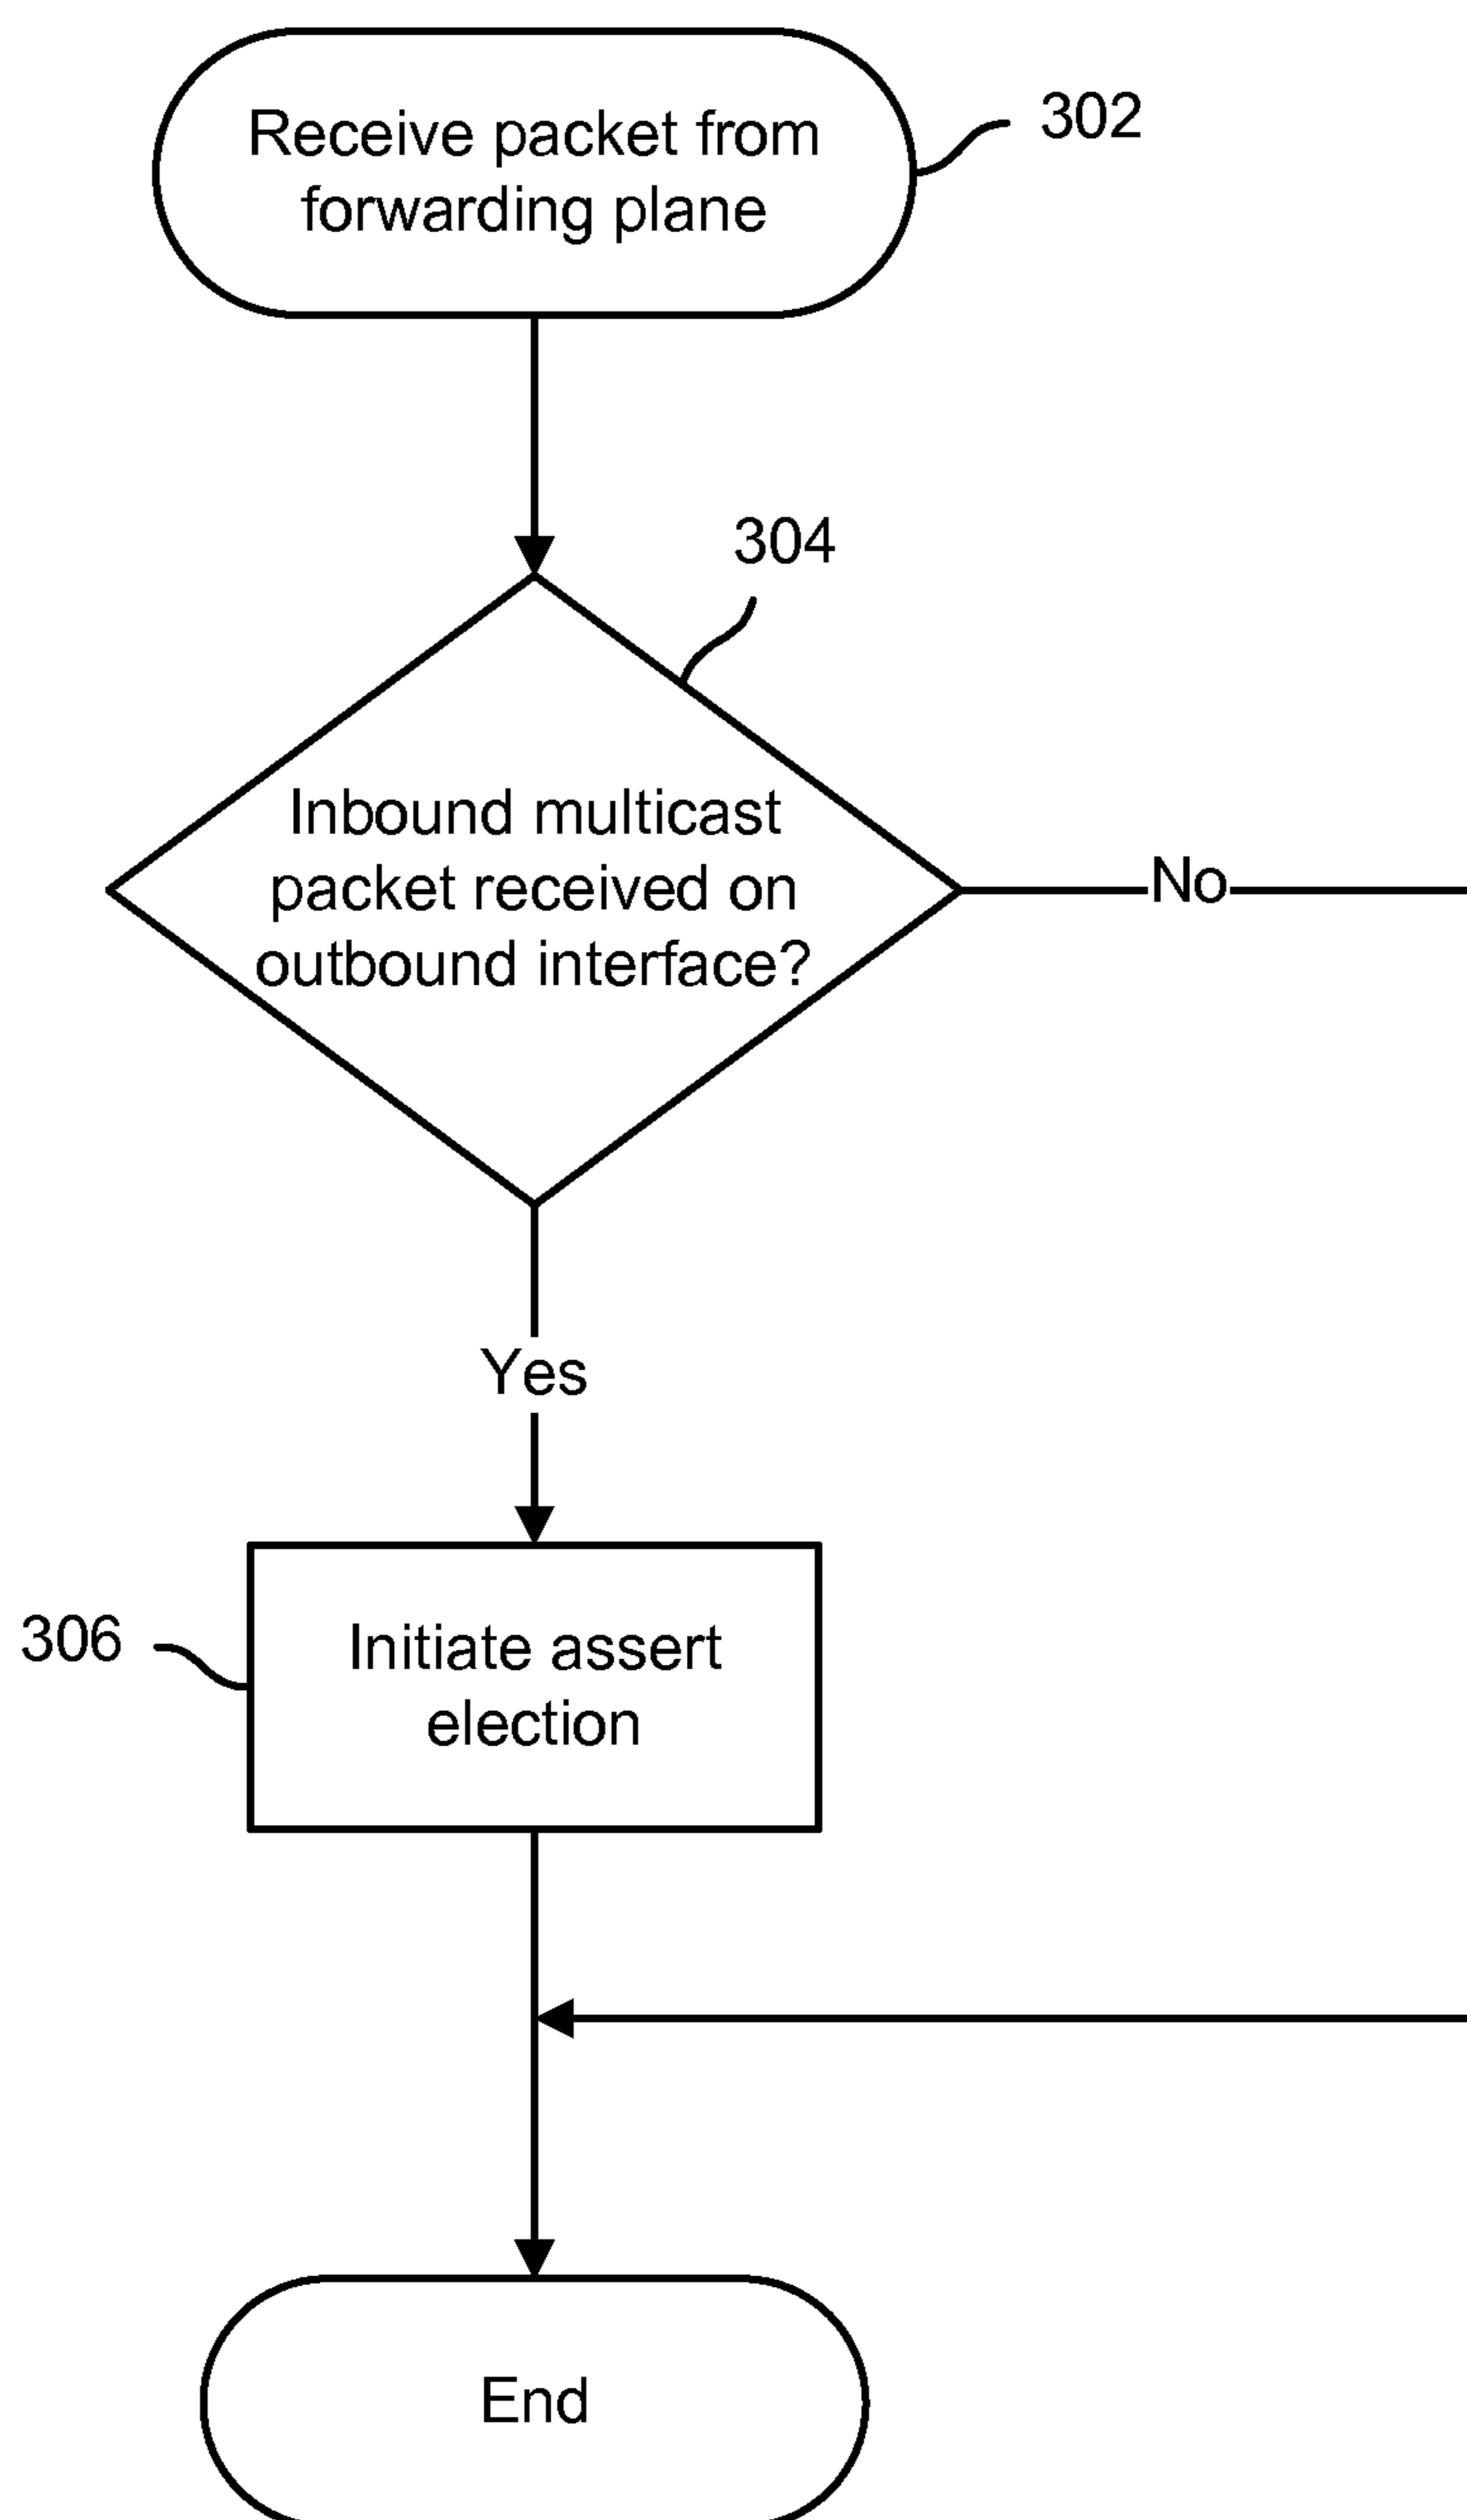 Receive packet from
forwarding plane
302
304
Inbound multicast
packet received on
outbound interface?
No
Yes
306
Initiate assert
election
End